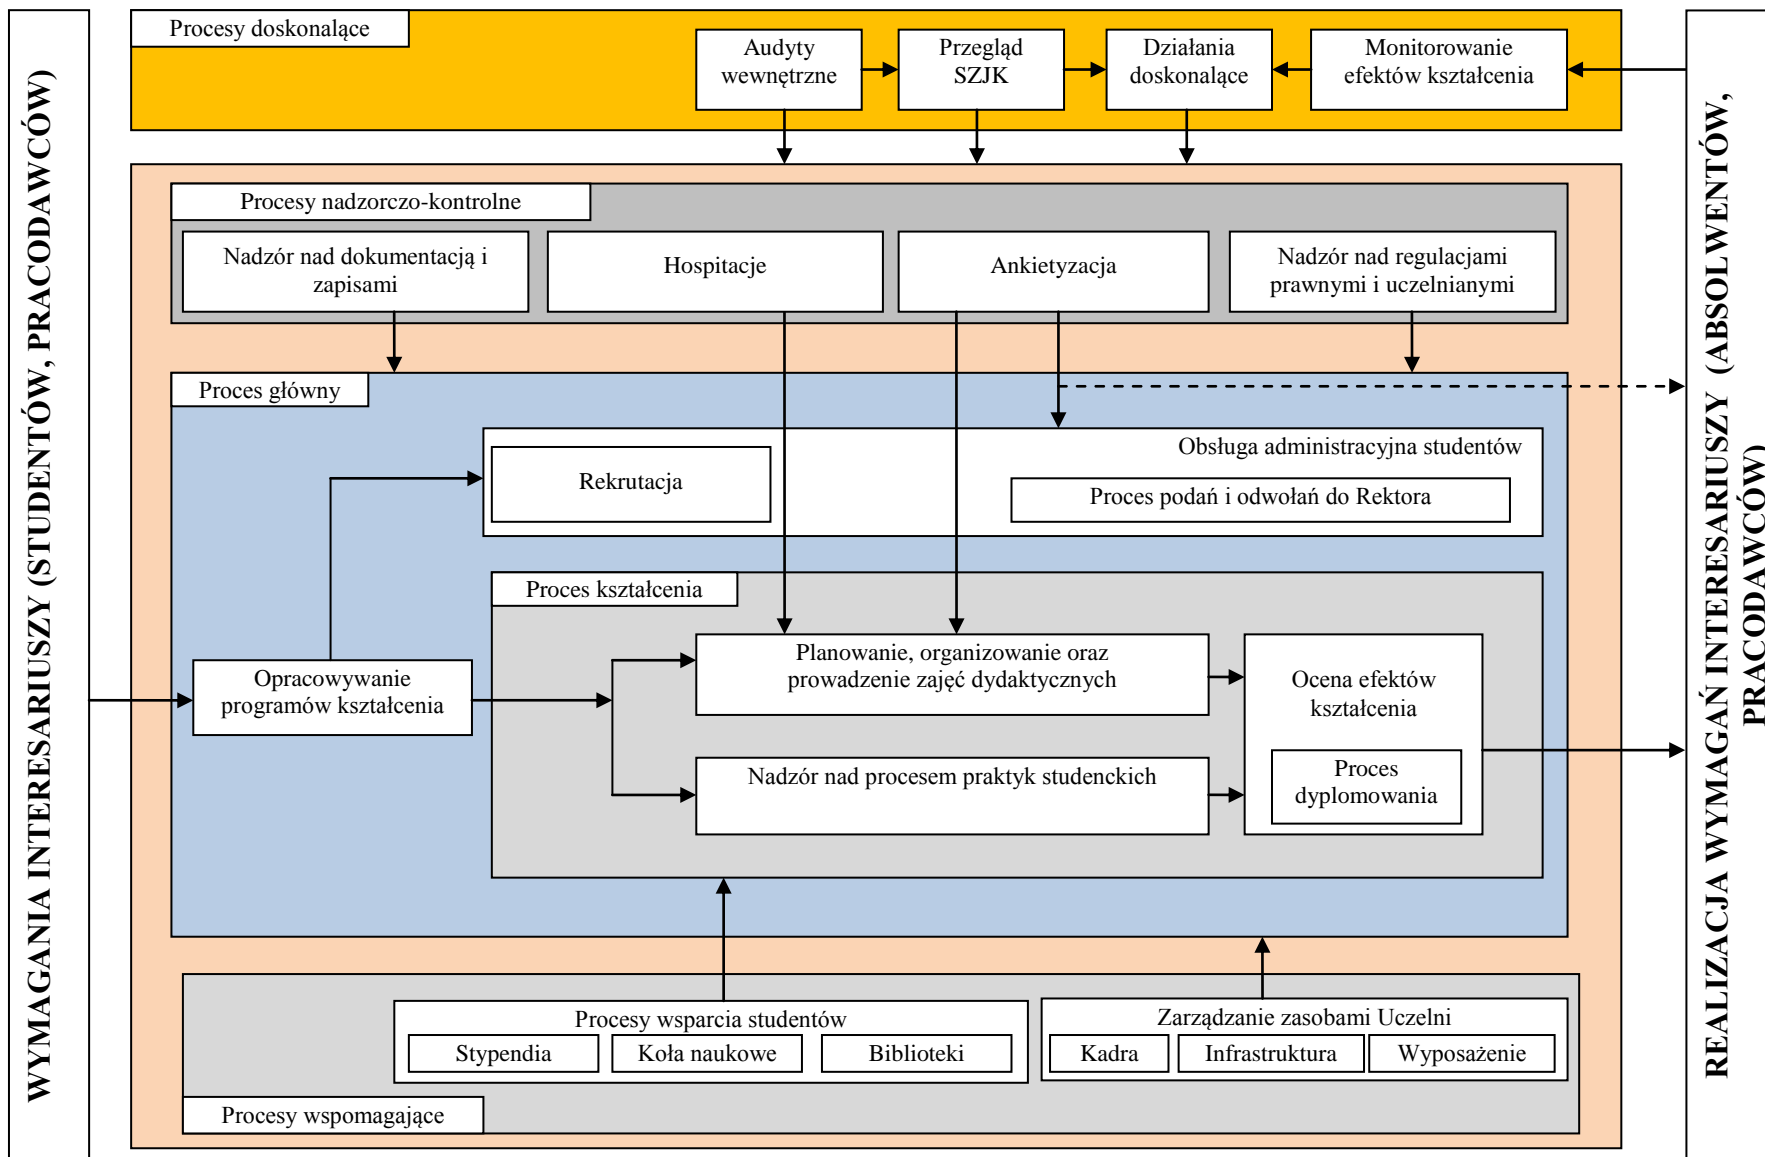 WYMAGANIA INTERESARIUSZY (STUDENTÓW, PRACODAWCÓW)
Procesy doskonalące
Audyty
wewnętrzne
Przegląd
SZJK
Działania
doskonalące
Monitorowanie
efektów kształcenia
Procesy nadzorczo-kontrolne
Nadzór nad dokumentacją i
zapisami
Hospitacje
Ankietyzacja
Nadzór nad regulacjami
prawnymi i uczelnianymi
Proces główny
Obsługa administracyjna studentów
Rekrutacja
Proces podań i odwołań do Rektora
Proces kształcenia
Opracowywanie
programów kształcenia
Planowanie, organizowanie oraz
prowadzenie zajęć dydaktycznych
Nadzór nad procesem praktyk studenckich
Ocena efektów
kształcenia
Proces
dyplomowania
Procesy wsparcia studentów
Stypendia
Koła naukowe
Biblioteki
Zarządzanie zasobami Uczelni
Kadra
Infrastruktura
Wyposażenie
Procesy wspomagające
REALIZACJA WYMAGAŃ INTERESARIUSZY (ABSOLWENTÓW,
PRACODAWCÓW)